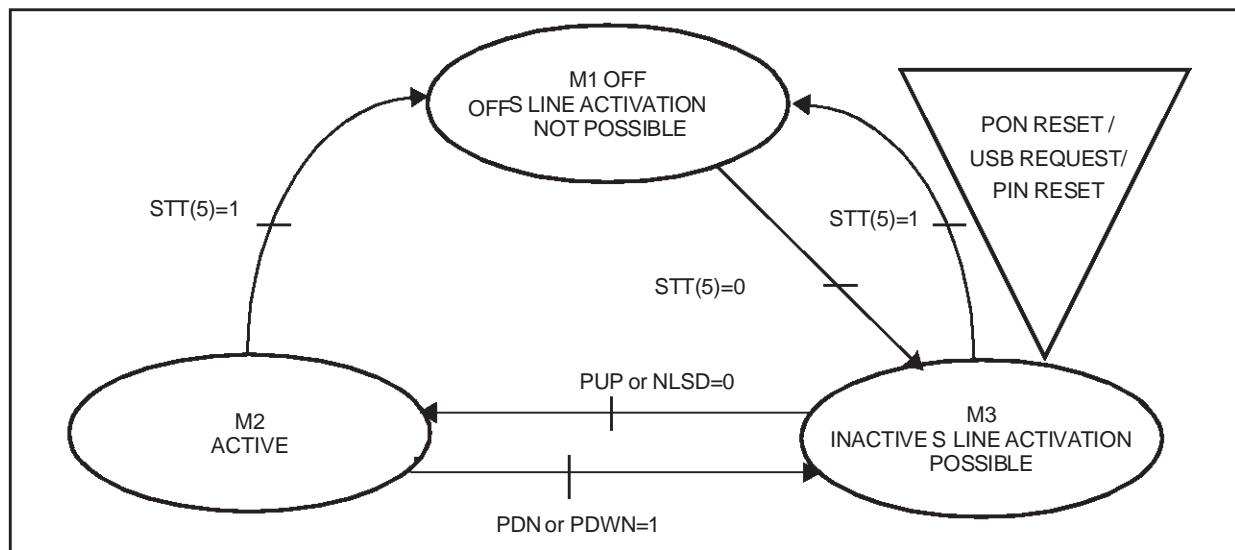 M1 OFF
OFFS LINE ACTIVATION
NOT POSSIBLE
PON RESET /
USB REQUEST/
PIN RESET
STT(5)=1
STT(5)=1
STT(5)=0
PUP or NLSD=0
M2
ACTIVE
M3
INACTIVE S LINE ACTIVATION
POSSIBLE
PDN or PDWN=1